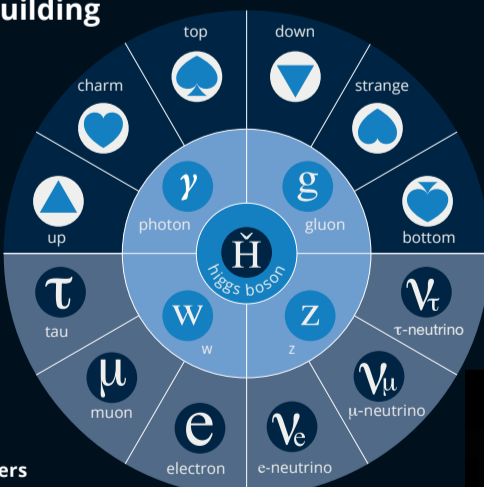 uilding
top
down
charm
strange
up
bottom
γ
photon
g
gluon
Ȟ
higgs boson
W
w
Z
z
τ
tau
ντ
τ-neutrino
μ
muon
νμ
μ-neutrino
e
electron
νe
e-neutrino
ers